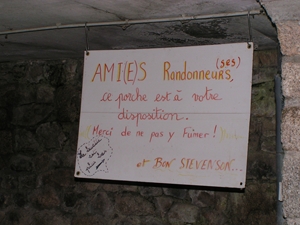 AMI(E)S Randonneurs, (ses)
ce porche est à votre
disposition.
Merci de ne pas y Fumer !
et BON STEVENSON...